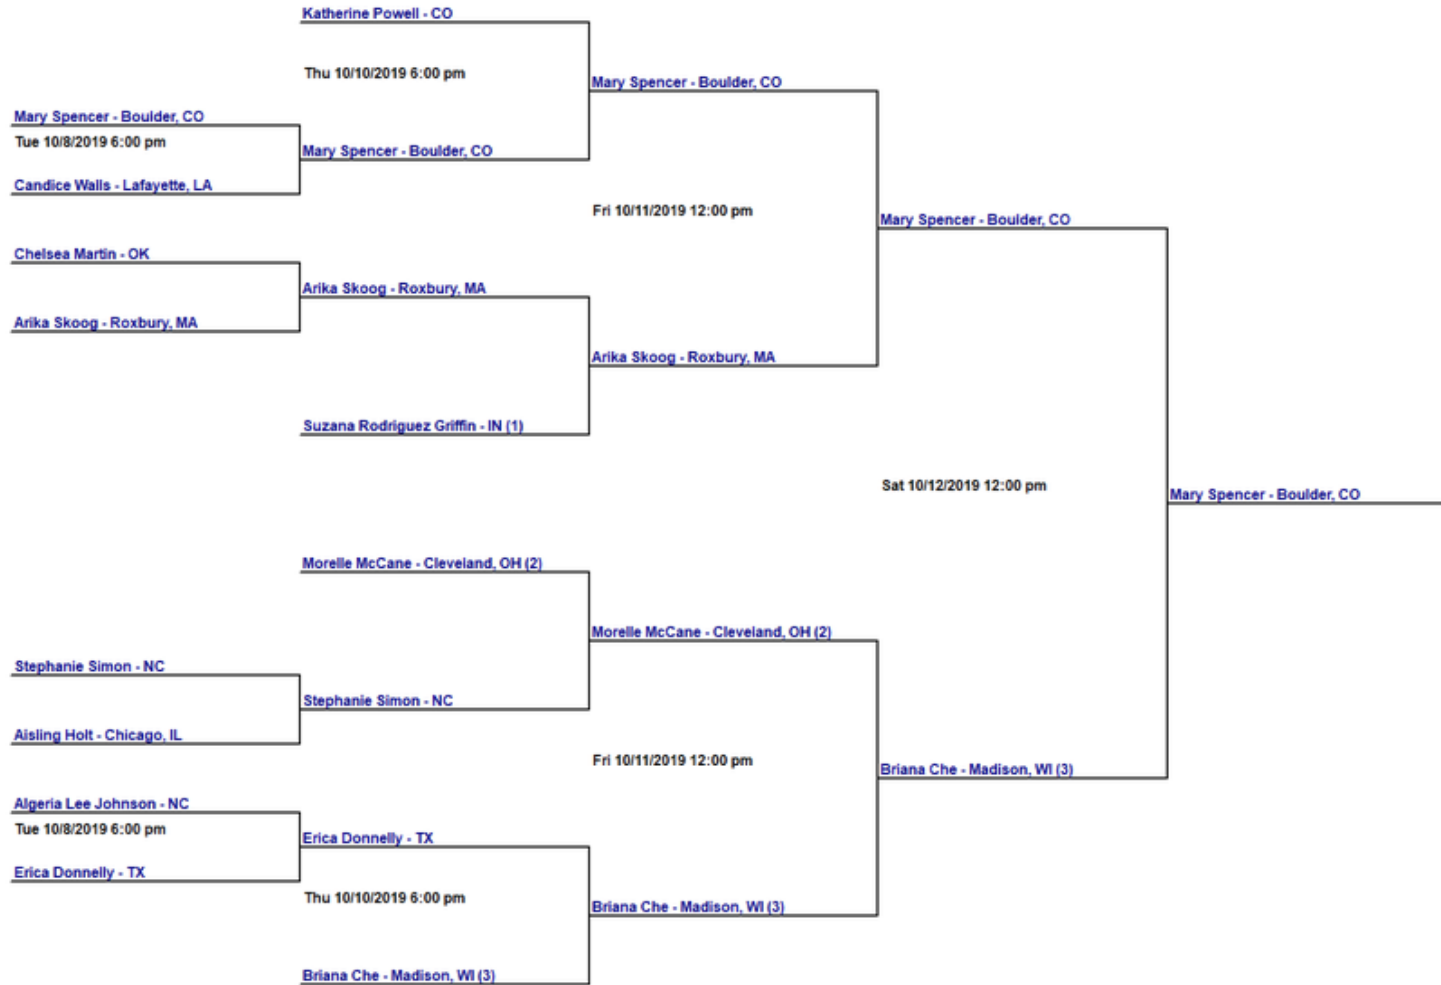 Katherine Powell - CO
Thu 10/10/2019 6:00 pm
Mary Spencer - Boulder, CO
Mary Spencer - Boulder, CO
Tue 10/8/2019 6:00 pm
Mary Spencer - Boulder, CO
Candice Walls - Lafayette, LA
Fri 10/11/2019 12:00 pm
Mary Spencer - Boulder, CO
Chelsea Martin - OK
Arika Skoog - Roxbury, MA
Arika Skoog - Roxbury, MA
Arika Skoog - Roxbury, MA
Suzana Rodriguez Griffin - IN (1)
Sat 10/12/2019 12:00 pm
Mary Spencer - Boulder, CO
Morelle McCane - Cleveland, OH (2)
Morelle McCane - Cleveland, OH (2)
Stephanie Simon - NC
Stephanie Simon - NC
Aisling Holt - Chicago, IL
Fri 10/11/2019 12:00 pm
Briana Che - Madison, WI (3)
Algeria Lee Johnson - NC
Tue 10/8/2019 6:00 pm
Erica Donnelly - TX
Erica Donnelly - TX
Thu 10/10/2019 6:00 pm
Briana Che - Madison, WI (3)
Briana Che - Madison, WI (3)